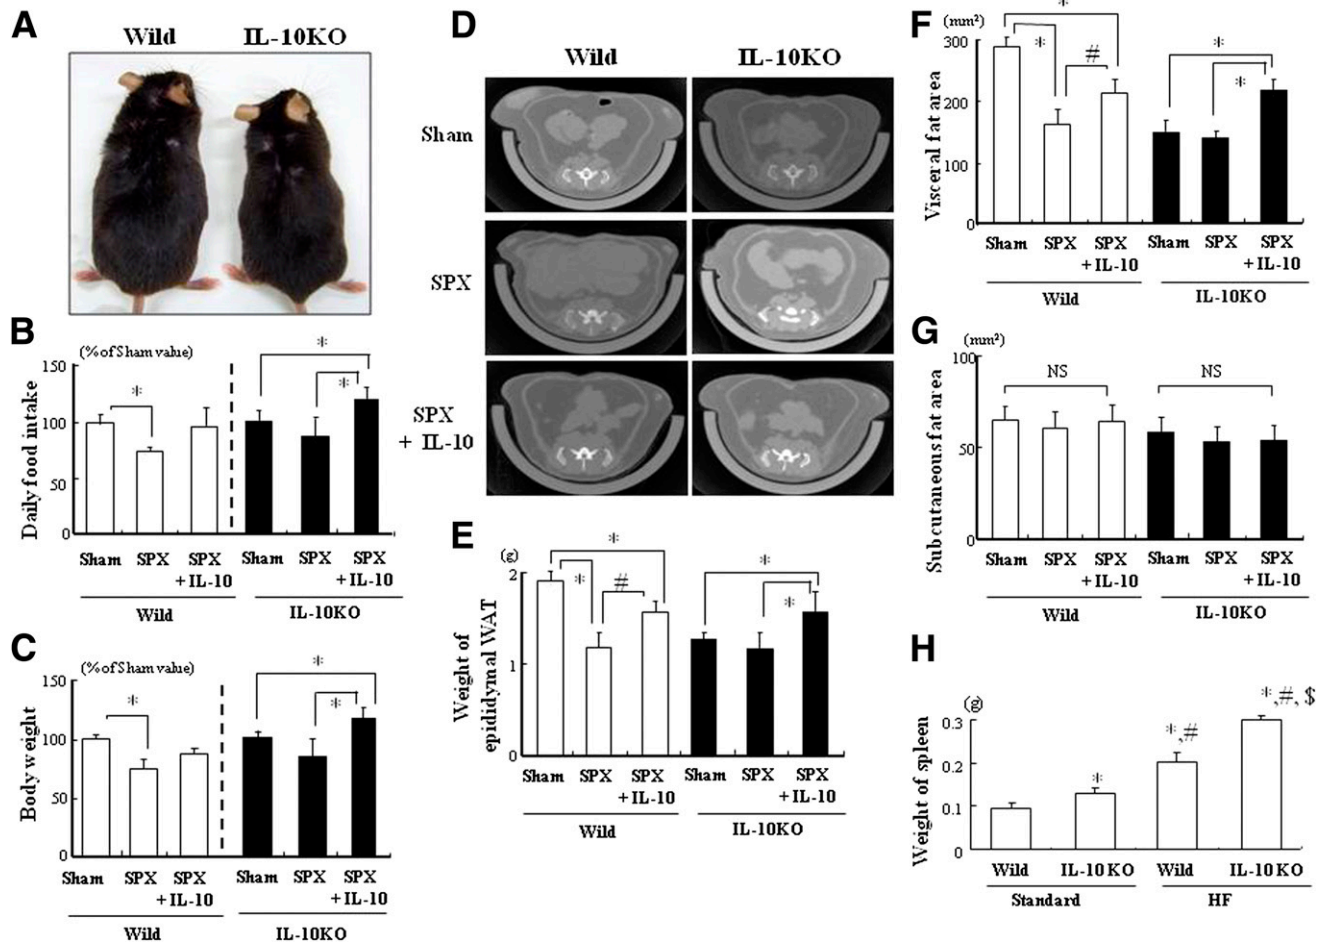 A
Wild IL-10KO
B
(% of Sham value)
Daily food intake
150
100
50
0
*
*
*
Sham SPX SPX Sham SPX SPX
+ IL-10 + IL-10
Wild IL-10KO
C
(% of Sham value)
Body weight
150
100
50
0
*
*
*
Sham SPX SPX Sham SPX SPX
+ IL-10 + IL-10
Wild IL-10KO
D
Wild IL-10KO
Sham
SPX
SPX
+ IL-10
E
(g)
Weight of
epididymal WAT
2
1
0
*
*
#
*
*
Sham SPX SPX Sham SPX SPX
+ IL-10 + IL-10
Wild IL-10KO
F
(mm²)
Visceral fat area
300
200
100
0
*
*
#
*
*
Sham SPX SPX Sham SPX SPX
+ IL-10 + IL-10
Wild IL-10KO
G
(mm²)
Subcutaneous fat area
100
50
0
NS NS
Sham SPX SPX Sham SPX SPX
+ IL-10 + IL-10
Wild IL-10KO
H
(g)
Weight of spleen
0.3
0.2
0.1
0
*
*,#
*,#, $
Wild IL-10 KO Wild IL-10 KO
Standard HF